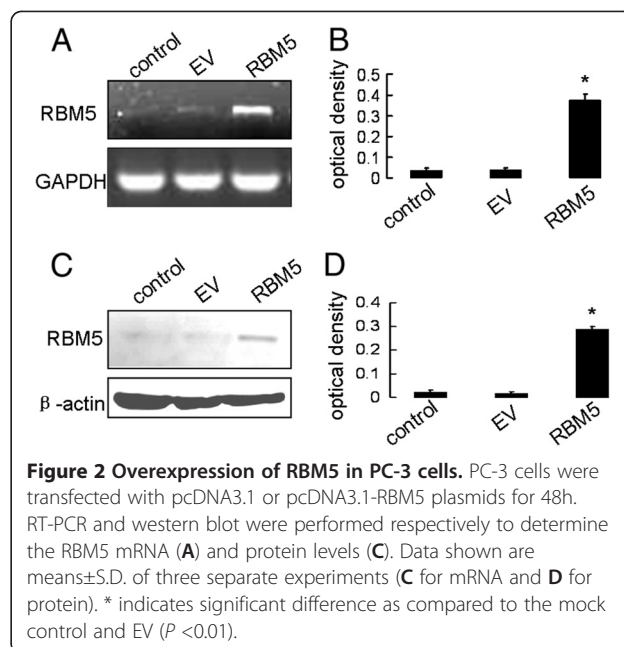 A
control EV RBM5
RBM5
GAPDH
B
optical density
0.5
0.4
0.3
0.2
0.1
0
*
control EV RBM5
C
control EV RBM5
RBM5
β-actin
D
optical density
0.4
0.3
0.2
0.1
0
*
control EV RBM5
Figure 2 Overexpression of RBM5 in PC-3 cells. PC-3 cells were
transfected with pcDNA3.1 or pcDNA3.1-RBM5 plasmids for 48h.
RT-PCR and western blot were performed respectively to determine
the RBM5 mRNA (A) and protein levels (C). Data shown are
means±S.D. of three separate experiments (C for mRNA and D for
protein). * indicates significant difference as compared to the mock
control and EV (P <0.01).